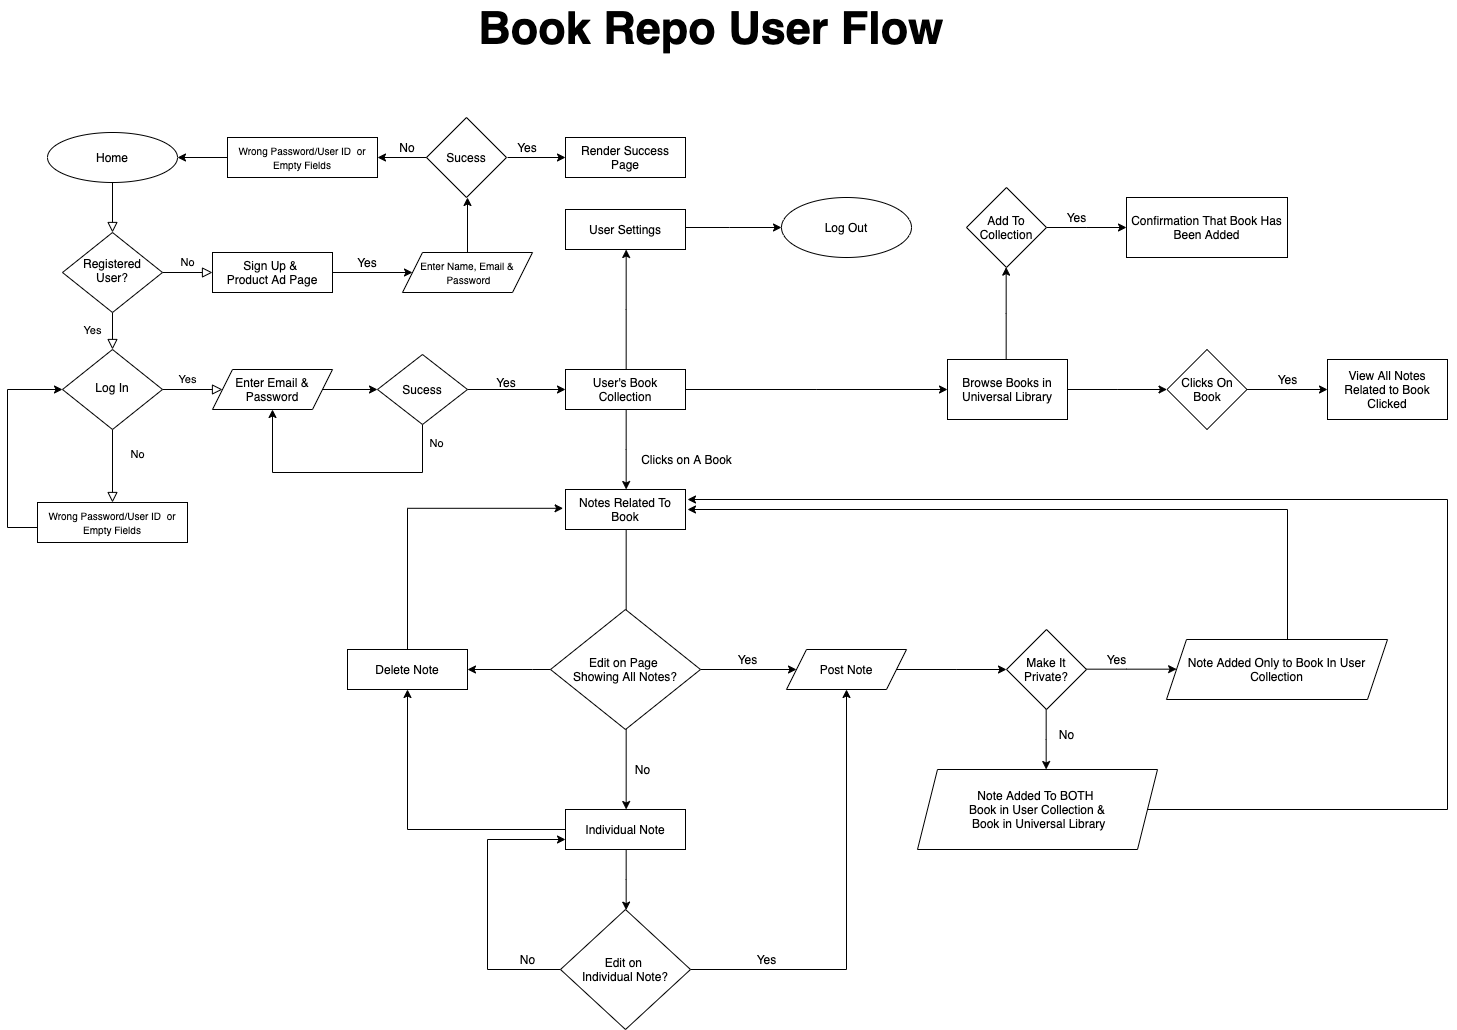 Book Repo User Flow
Home
Wrong Password/User ID or
Empty Fields
No
Sucess
Yes
Render Success
Page
User Settings
Log Out
Add To
Collection
Yes
Confirmation That Book Has
Been Added
Registered
User?
No
Sign Up &
Product Ad Page
Yes
Enter Name, Email &
Password
Yes
Log In
Yes
Enter Email &
Password
Sucess
Yes
User's Book
Collection
Browse Books in
Universal Library
Clicks On
Book
Yes
View All Notes
Related to Book
Clicked
No
No
Clicks on A Book
Wrong Password/User ID or
Empty Fields
Notes Related To
Book
Delete Note
Edit on Page
Showing All Notes?
Yes
Post Note
Make It
Private?
Yes
Note Added Only to Book In User
Collection
No
No
Note Added To BOTH
Book in User Collection &
Book in Universal Library
Individual Note
No
Edit on
Individual Note?
Yes